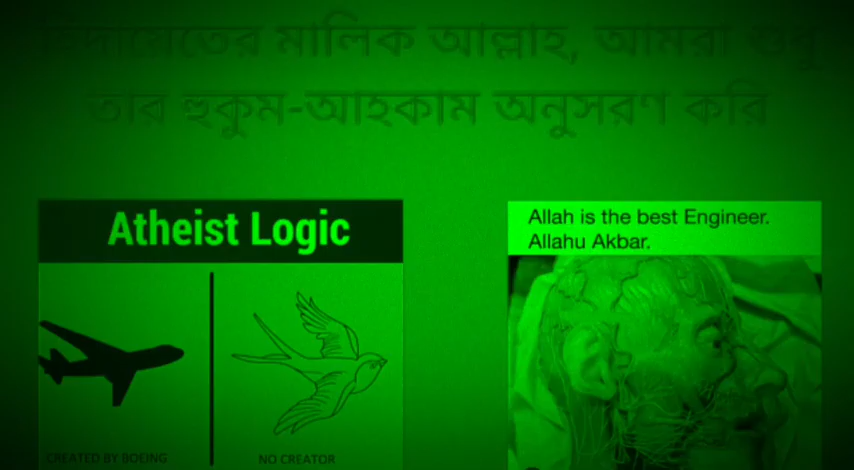 হিদায়েতের মালিক আল্লাহ, আমরা শুধু
তার হুকুম-আহকাম অনুসরণ করি
Atheist Logic
CREATED BY BOEING
NO CREATOR
Allah is the best Engineer.
Allahu Akbar.